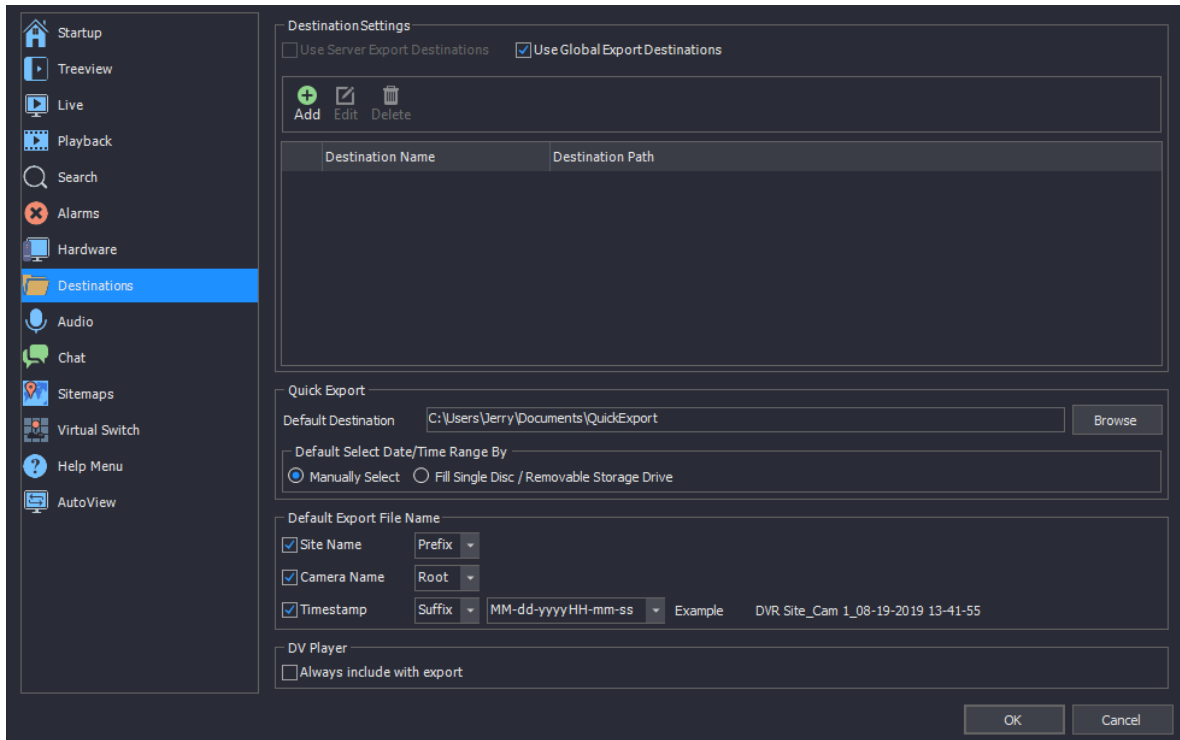 Startup
Treeview
Live
Playback
Search
Alarms
Hardware
Destinations
Audio
Chat
Sitemaps
Virtual Switch
Help Menu
AutoView
Destination Settings
Use Server Export Destinations Use Global Export Destinations
Add Edit Delete
Destination Name Destination Path
Quick Export
Default Destination C:\Users\Jerry\Documents\QuickExport Browse
Default Select Date/Time Range By
Manually Select Fill Single Disc / Removable Storage Drive
Default Export File Name
Site Name Prefix
Camera Name Root
Timestamp Suffix MM-dd-yyyy HH-mm-ss Example DVR Site_Cam 1_08-19-2019 13-41-55
DV Player
Always include with export
OK Cancel